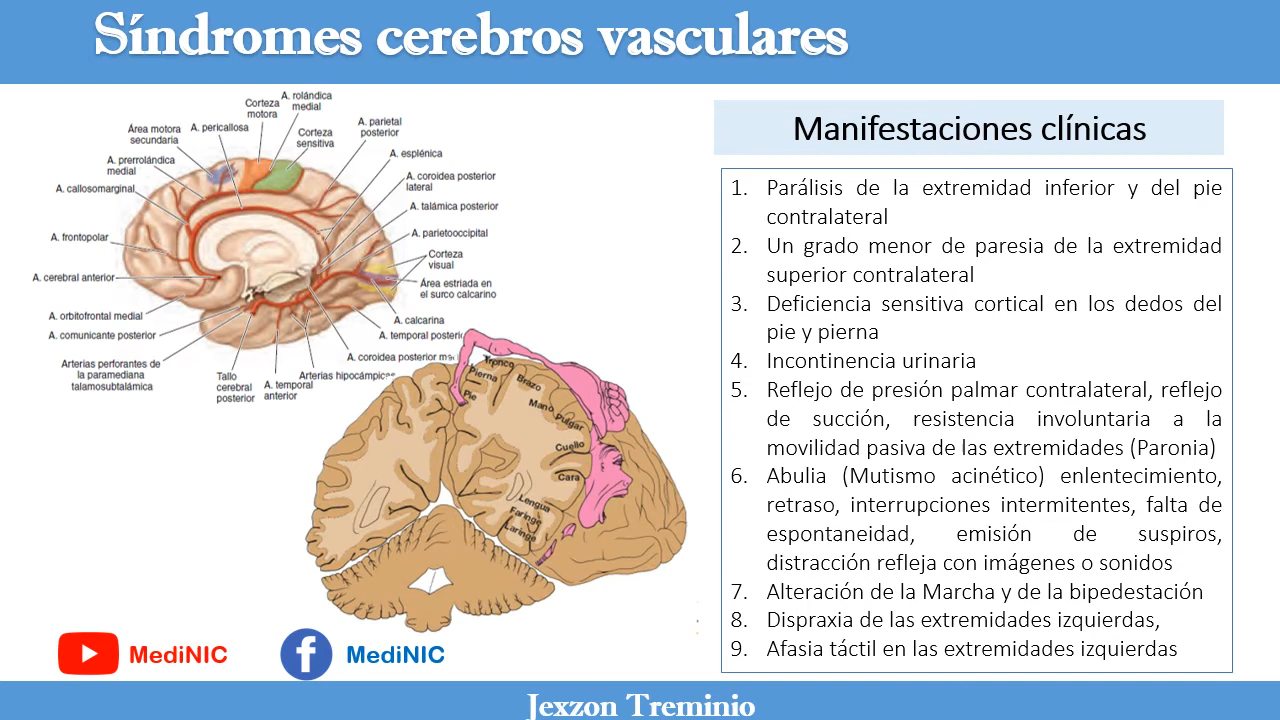 Síndromes cerebros vasculares
A. rolándica
medial
Corteza
motora
A. parietal
posterior
Área motora
secundaria
A. pericallosa
Corteza
sensitiva
A. esplénica
A. prerrolándica
medial
A. coroidea posterior
lateral
A. callosomarginal
A. talámica posterior
A. frontopolar
A. parietooccipital
Corteza
visual
A. cerebral anterior
Área estriada en
el surco calcarino
A. orbitofrontal medial
A. calcarina
A. comunicante posterior
A. temporal
A. coroidea posterior
Arterias perforantes de
la paramediana
talamosubtalámica
Tallo
cerebral
posterior
A. temporal
anterior
Arterias hipocámpicas
Tronco
Pierna
Pie
Brazo
Mano
Pulgar
Cuello
Cara
Lengua
Faringe
Laringe
Manifestaciones clínicas
1. Parálisis de la extremidad inferior y del pie
contralateral
2. Un grado menor de paresia de la extremidad
superior contralateral
3. Deficiencia sensitiva cortical en los dedos del
pie y pierna
4. Incontinencia urinaria
5. Reflejo de presión palmar contralateral, reflejo
de succión, resistencia involuntaria a la
movilidad pasiva de las extremidades (Paronia)
6. Abulia (Mutismo acinético) enlentecimiento,
retraso, interrupciones intermitentes, falta de
espontaneidad, emisión de suspiros,
distracción refleja con imágenes o sonidos
7. Alteración de la Marcha y de la bipedestación
8. Dispraxia de las extremidades izquierdas,
9. Afasia táctil en las extremidades izquierdas
MediNIC
MediNIC
Jexzon Treminio